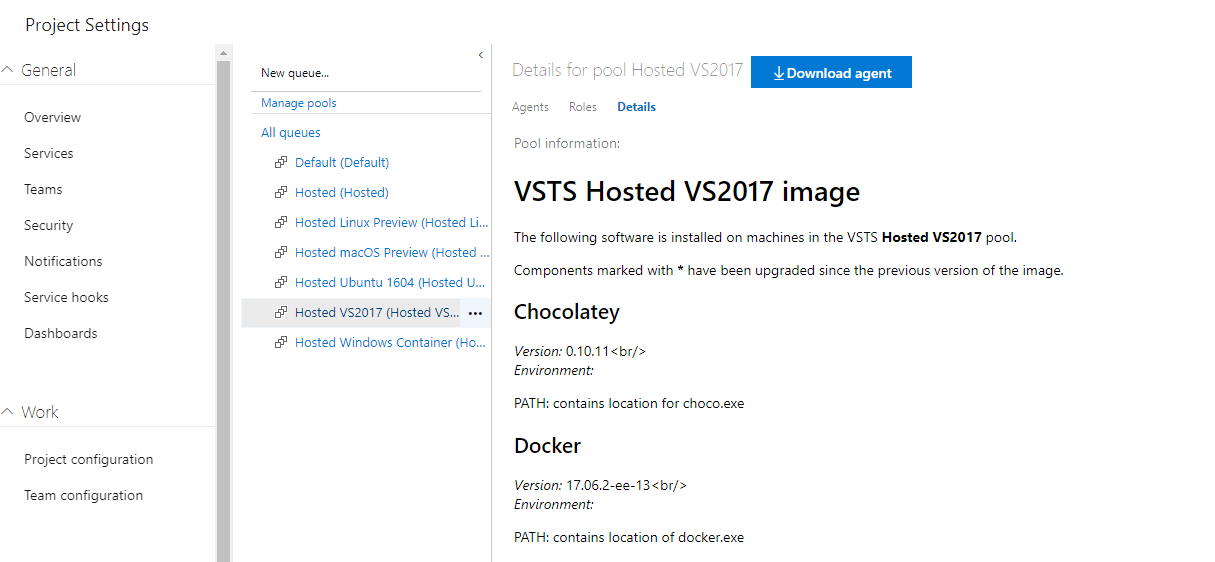 Project Settings
General
Overview
Services
Teams
Security
Notifications
Service hooks
Dashboards
Work
Project configuration
Team configuration
New queue...
Manage pools
All queues
Default (Default)
Hosted (Hosted)
Hosted Linux Preview (Hosted Li...
Hosted macOS Preview (Hosted ...
Hosted Ubuntu 1604 (Hosted U...
Hosted VS2017 (Hosted VS...
Hosted Windows Container (Ho...
Details for pool Hosted VS2017
Download agent
Agents Roles Details
Pool information:
VSTS Hosted VS2017 image
The following software is installed on machines in the VSTS Hosted VS2017 pool.
Components marked with * have been upgraded since the previous version of the image.
Chocolatey
Version: 0.10.11<br/>
Environment:
PATH: contains location for choco.exe
Docker
Version: 17.06.2-ee-13<br/>
Environment:
PATH: contains location of docker.exe